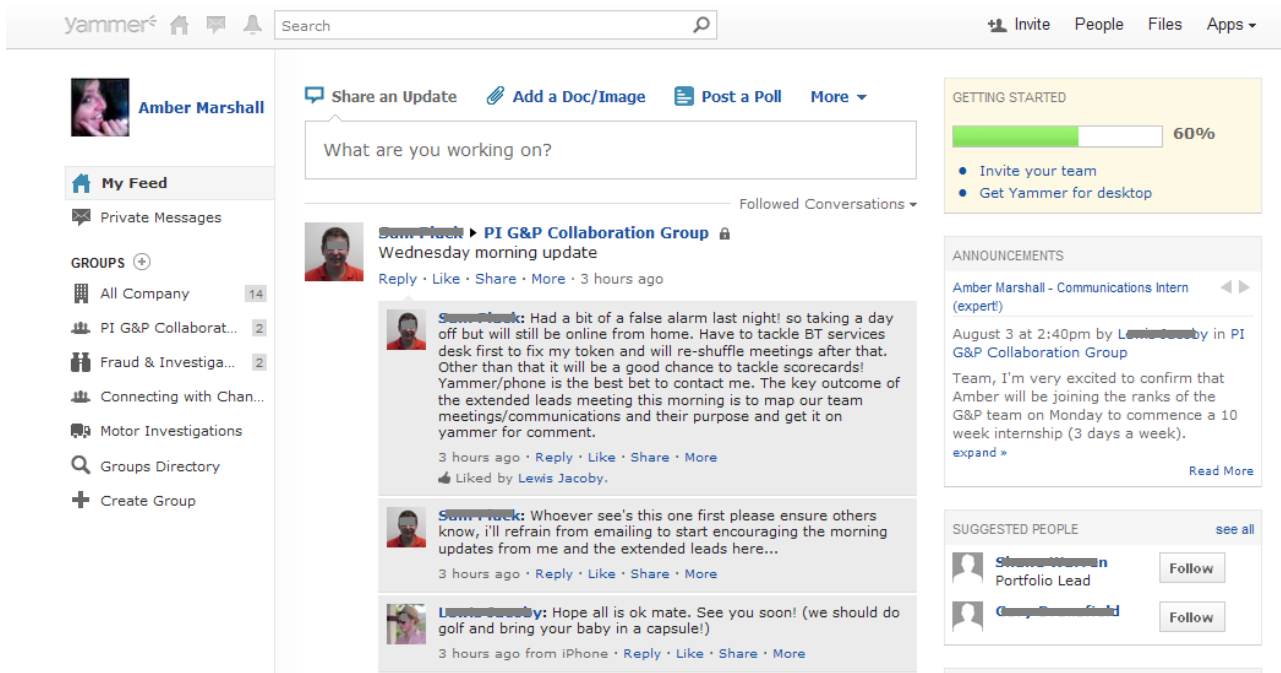 yammer
Search
Invite People Files Apps
Amber Marshall
My Feed
Private Messages
GROUPS
All Company 14
PI G&P Collaborat... 2
Fraud & Investiga... 2
Connecting with Chan...
Motor Investigations
Groups Directory
Create Group
Share an Update Add a Doc/Image Post a Poll More
What are you working on?
Followed Conversations
PI G&P Collaboration Group
Wednesday morning update
Reply · Like · Share · More · 3 hours ago
Had a bit of a false alarm last night! so taking a day
off but will still be online from home. Have to tackle BT services
desk first to fix my token and will re-shuffle meetings after that.
Other than that it will be a good chance to tackle scorecards!
Yammer/phone is the best bet to contact me. The key outcome of
the extended leads meeting this morning is to map our team
meetings/communications and their purpose and get it on
yammer for comment.
3 hours ago · Reply · Like · Share · More
Liked by Lewis Jacoby.
Whoever see's this one first please ensure others
know, i'll refrain from emailing to start encouraging the morning
updates from me and the extended leads here...
3 hours ago · Reply · Like · Share · More
Hope all is ok mate. See you soon! (we should do
golf and bring your baby in a capsule!)
3 hours ago from iPhone · Reply · Like · Share · More
GETTING STARTED
60%
Invite your team
Get Yammer for desktop
ANNOUNCEMENTS
Amber Marshall - Communications Intern
(expert!)
August 3 at 2:40pm by in PI
G&P Collaboration Group
Team, I'm very excited to confirm that
Amber will be joining the ranks of the
G&P team on Monday to commence a 10
week internship (3 days a week).
expand »
Read More
SUGGESTED PEOPLE see all
Portfolio Lead
Follow
Follow